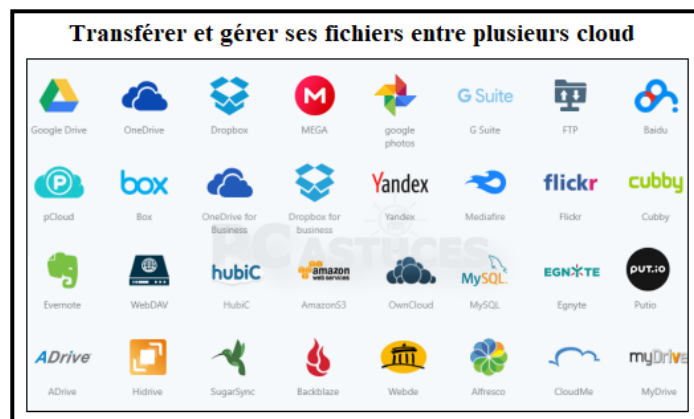 Transférer et gérer ses fichiers entre plusieurs cloud
G Suite
Google Drive OneDrive Dropbox MEGA google photos G Suite FTP Baidu
box Yandex flickr cubby
pCloud Box OneDrive for Business Dropbox for business Yandex Mediafire Flickr Cubby
PC ASTUCES
hubiC amazon web services MySQL EGNYTE PUT.iO
Evernote WebDAV HubiC AmazonS3 OwnCloud MySQL Egnyte Putio
ADrive myDrive
ADrive Hidrive SugarSync Backblaze Webde Alfresco CloudMe MyDrive